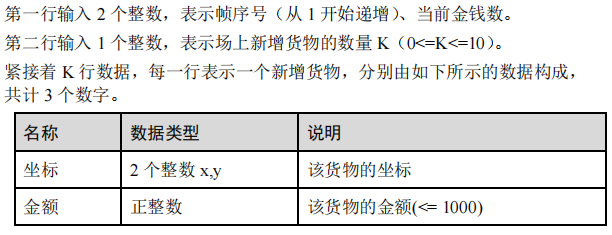 第一行输入 2 个整数，表示帧序号（从 1 开始递增）、当前金钱数。
第二行输入 1 个整数，表示场上新增货物的数量 K（0<=K<=10）。
紧接着 K 行数据，每一行表示一个新增货物，分别由如下所示的数据构成，
共计 3 个数字。
名称 数据类型 说明
坐标 2 个整数 x,y 该货物的坐标
金额 正整数 该货物的金额(<= 1000)